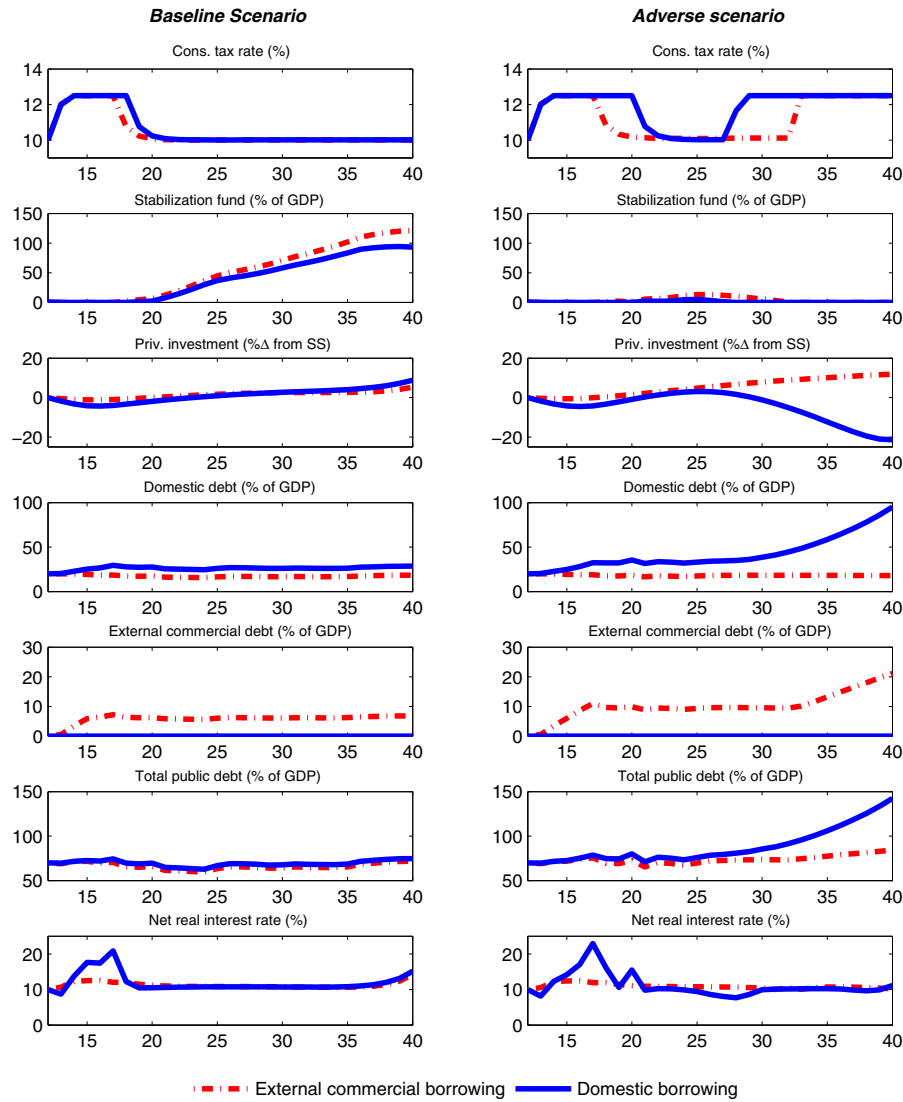 Baseline Scenario
Adverse scenario
Cons. tax rate (%)
14
12
10
15 20 25 30 35 40
Cons. tax rate (%)
14
12
10
15 20 25 30 35 40
Stabilization fund (% of GDP)
150
100
50
0
15 20 25 30 35 40
Stabilization fund (% of GDP)
150
100
50
0
15 20 25 30 35 40
Priv. investment (%Δ from SS)
20
0
−20
15 20 25 30 35 40
Priv. investment (%Δ from SS)
20
0
−20
15 20 25 30 35 40
Domestic debt (% of GDP)
100
50
0
15 20 25 30 35 40
Domestic debt (% of GDP)
100
50
0
15 20 25 30 35 40
External commercial debt (% of GDP)
30
20
10
0
15 20 25 30 35 40
External commercial debt (% of GDP)
30
20
10
0
15 20 25 30 35 40
Total public debt (% of GDP)
150
100
50
15 20 25 30 35 40
Total public debt (% of GDP)
150
100
50
15 20 25 30 35 40
Net real interest rate (%)
20
10
0
15 20 25 30 35 40
Net real interest rate (%)
20
10
0
15 20 25 30 35 40
External commercial borrowing
Domestic borrowing